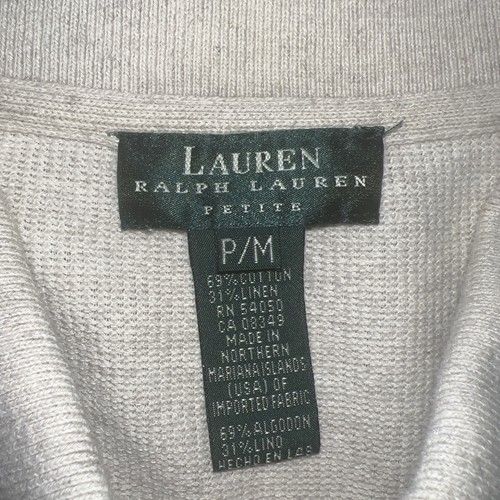 LAUREN
RALPH LAUREN
PETITE
P/M
69% COTTON
31% LINEN
RN 54050
CA 08349
MADE IN
NORTHERN
MARIANA ISLANDS
(USA) OF
IMPORTED FABRIC
69% ALGODON
31% LINO
HECHO EN LAS